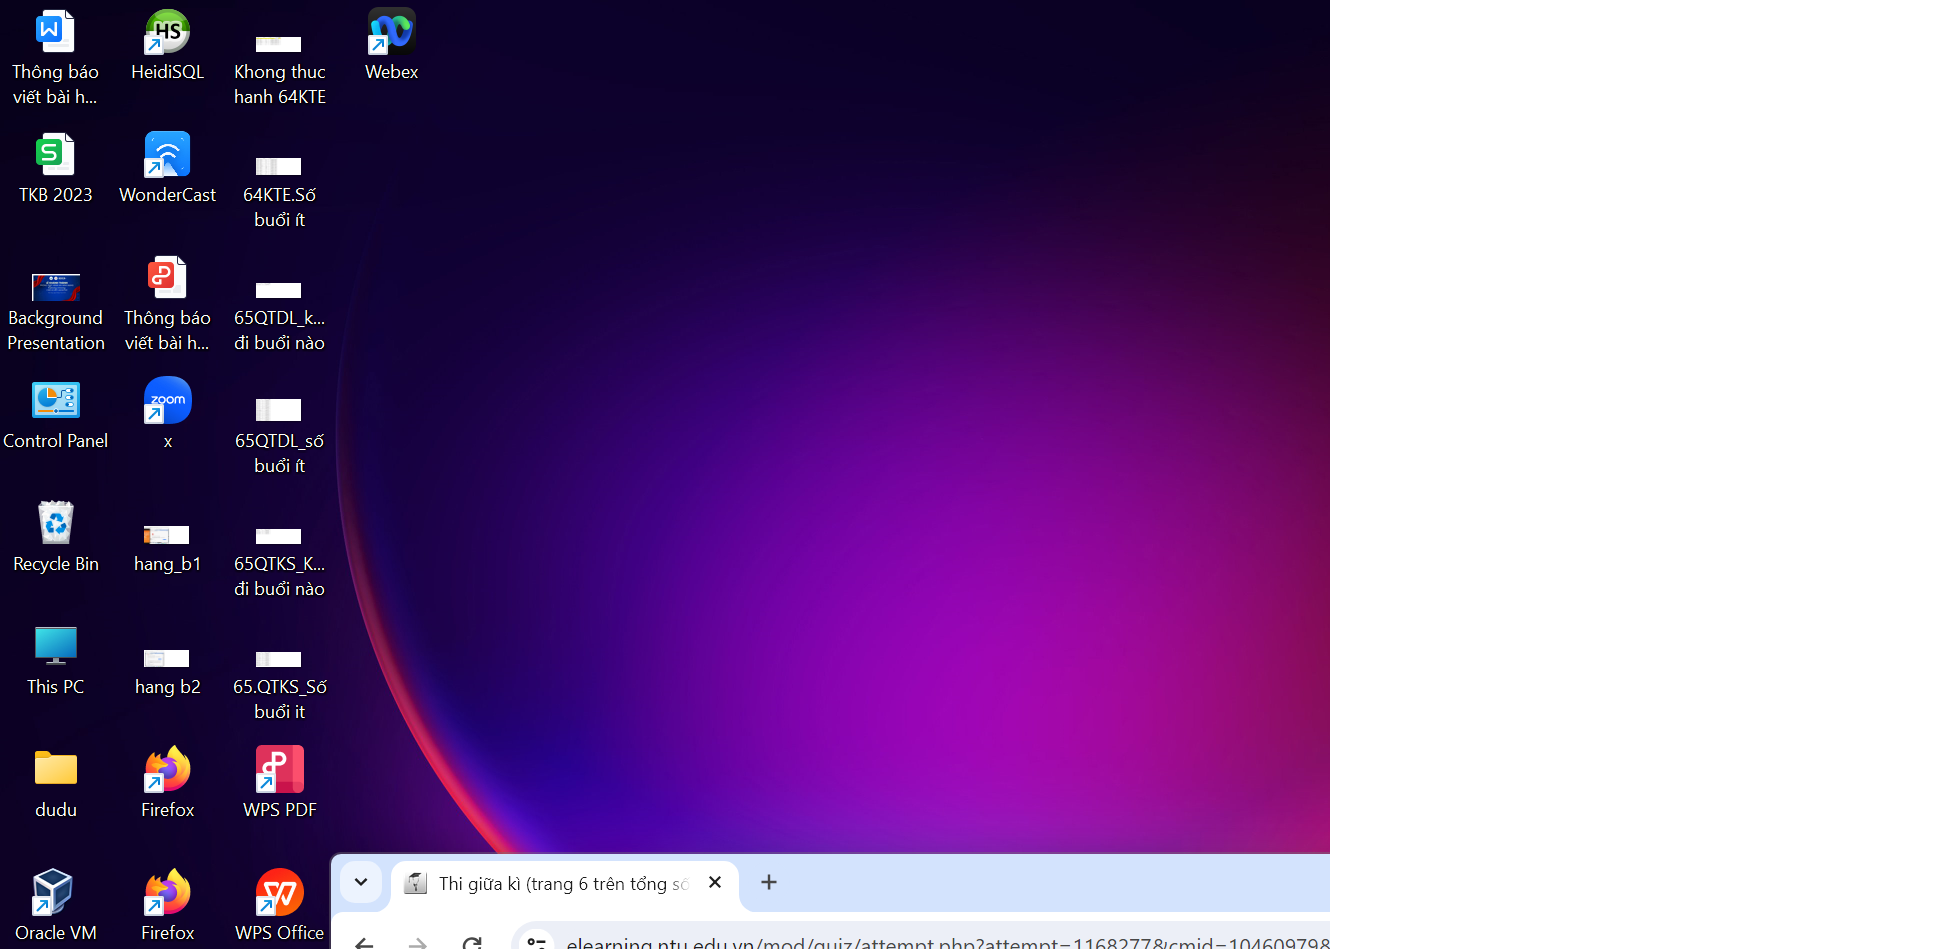 Thông báo
viết bài h...
HeidiSQL
Khong thuc
hanh 64KTE
Webex
TKB 2023
WonderCast
64KTE.Số
buổi ít
Background
Presentation
Thông báo
viết bài h...
65QTDL_k...
đi buổi nào
Control Panel
zoom
x
65QTDL_số
buổi ít
Recycle Bin
hang_b1
65QTKS_K...
đi buổi nào
This PC
hang b2
65.QTKS_Số
buổi it
dudu
Firefox
WPS PDF
Oracle VM
Firefox
WPS Office
Thi giữa kì (trang 6 trên tổng số
elearning.ntu.edu.vn/mod/quiz/attempt.php?attempt=1168277&cmid=104609798